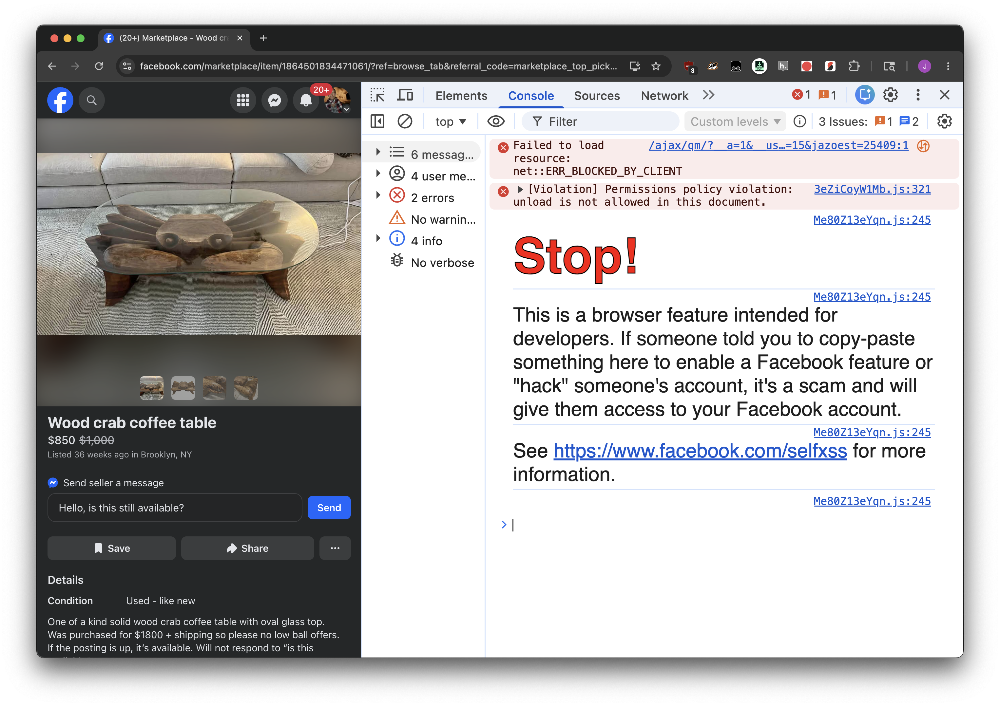 (20+) Marketplace - Wood cra
facebook.com/marketplace/item/1864501834471061/?ref=browse_tab&referral_code=marketplace_top_pick...
3
PDF
h.
J
20+
Elements
Console
Sources
Network
1
1
top
Filter
Custom levels
3 Issues:
1
2
6 messag...
4 user me...
2 errors
No warnin...
4 info
No verbose
Failed to load
resource:
net::ERR_BLOCKED_BY_CLIENT
/ajax/qm/?__a=1&__us…=15&jazoest=25409:1
[Violation] Permissions policy violation:
unload is not allowed in this document.
3eZiCoyW1Mb.js:321
Me80Z13eYqn.js:245
Stop!
Me80Z13eYqn.js:245
This is a browser feature intended for
developers. If someone told you to copy-paste
something here to enable a Facebook feature or
"hack" someone's account, it's a scam and will
give them access to your Facebook account.
Me80Z13eYqn.js:245
See https://www.facebook.com/selfxss for more
information.
Me80Z13eYqn.js:245
Wood crab coffee table
$850 $1,000
Listed 36 weeks ago in Brooklyn, NY
Send seller a message
Hello, is this still available?
Send
Save
Share
Details
Condition
Used - like new
One of a kind solid wood crab coffee table with oval glass top.
Was purchased for $1800 + shipping so please no low ball offers.
If the posting is up, it’s available. Will not respond to “is this